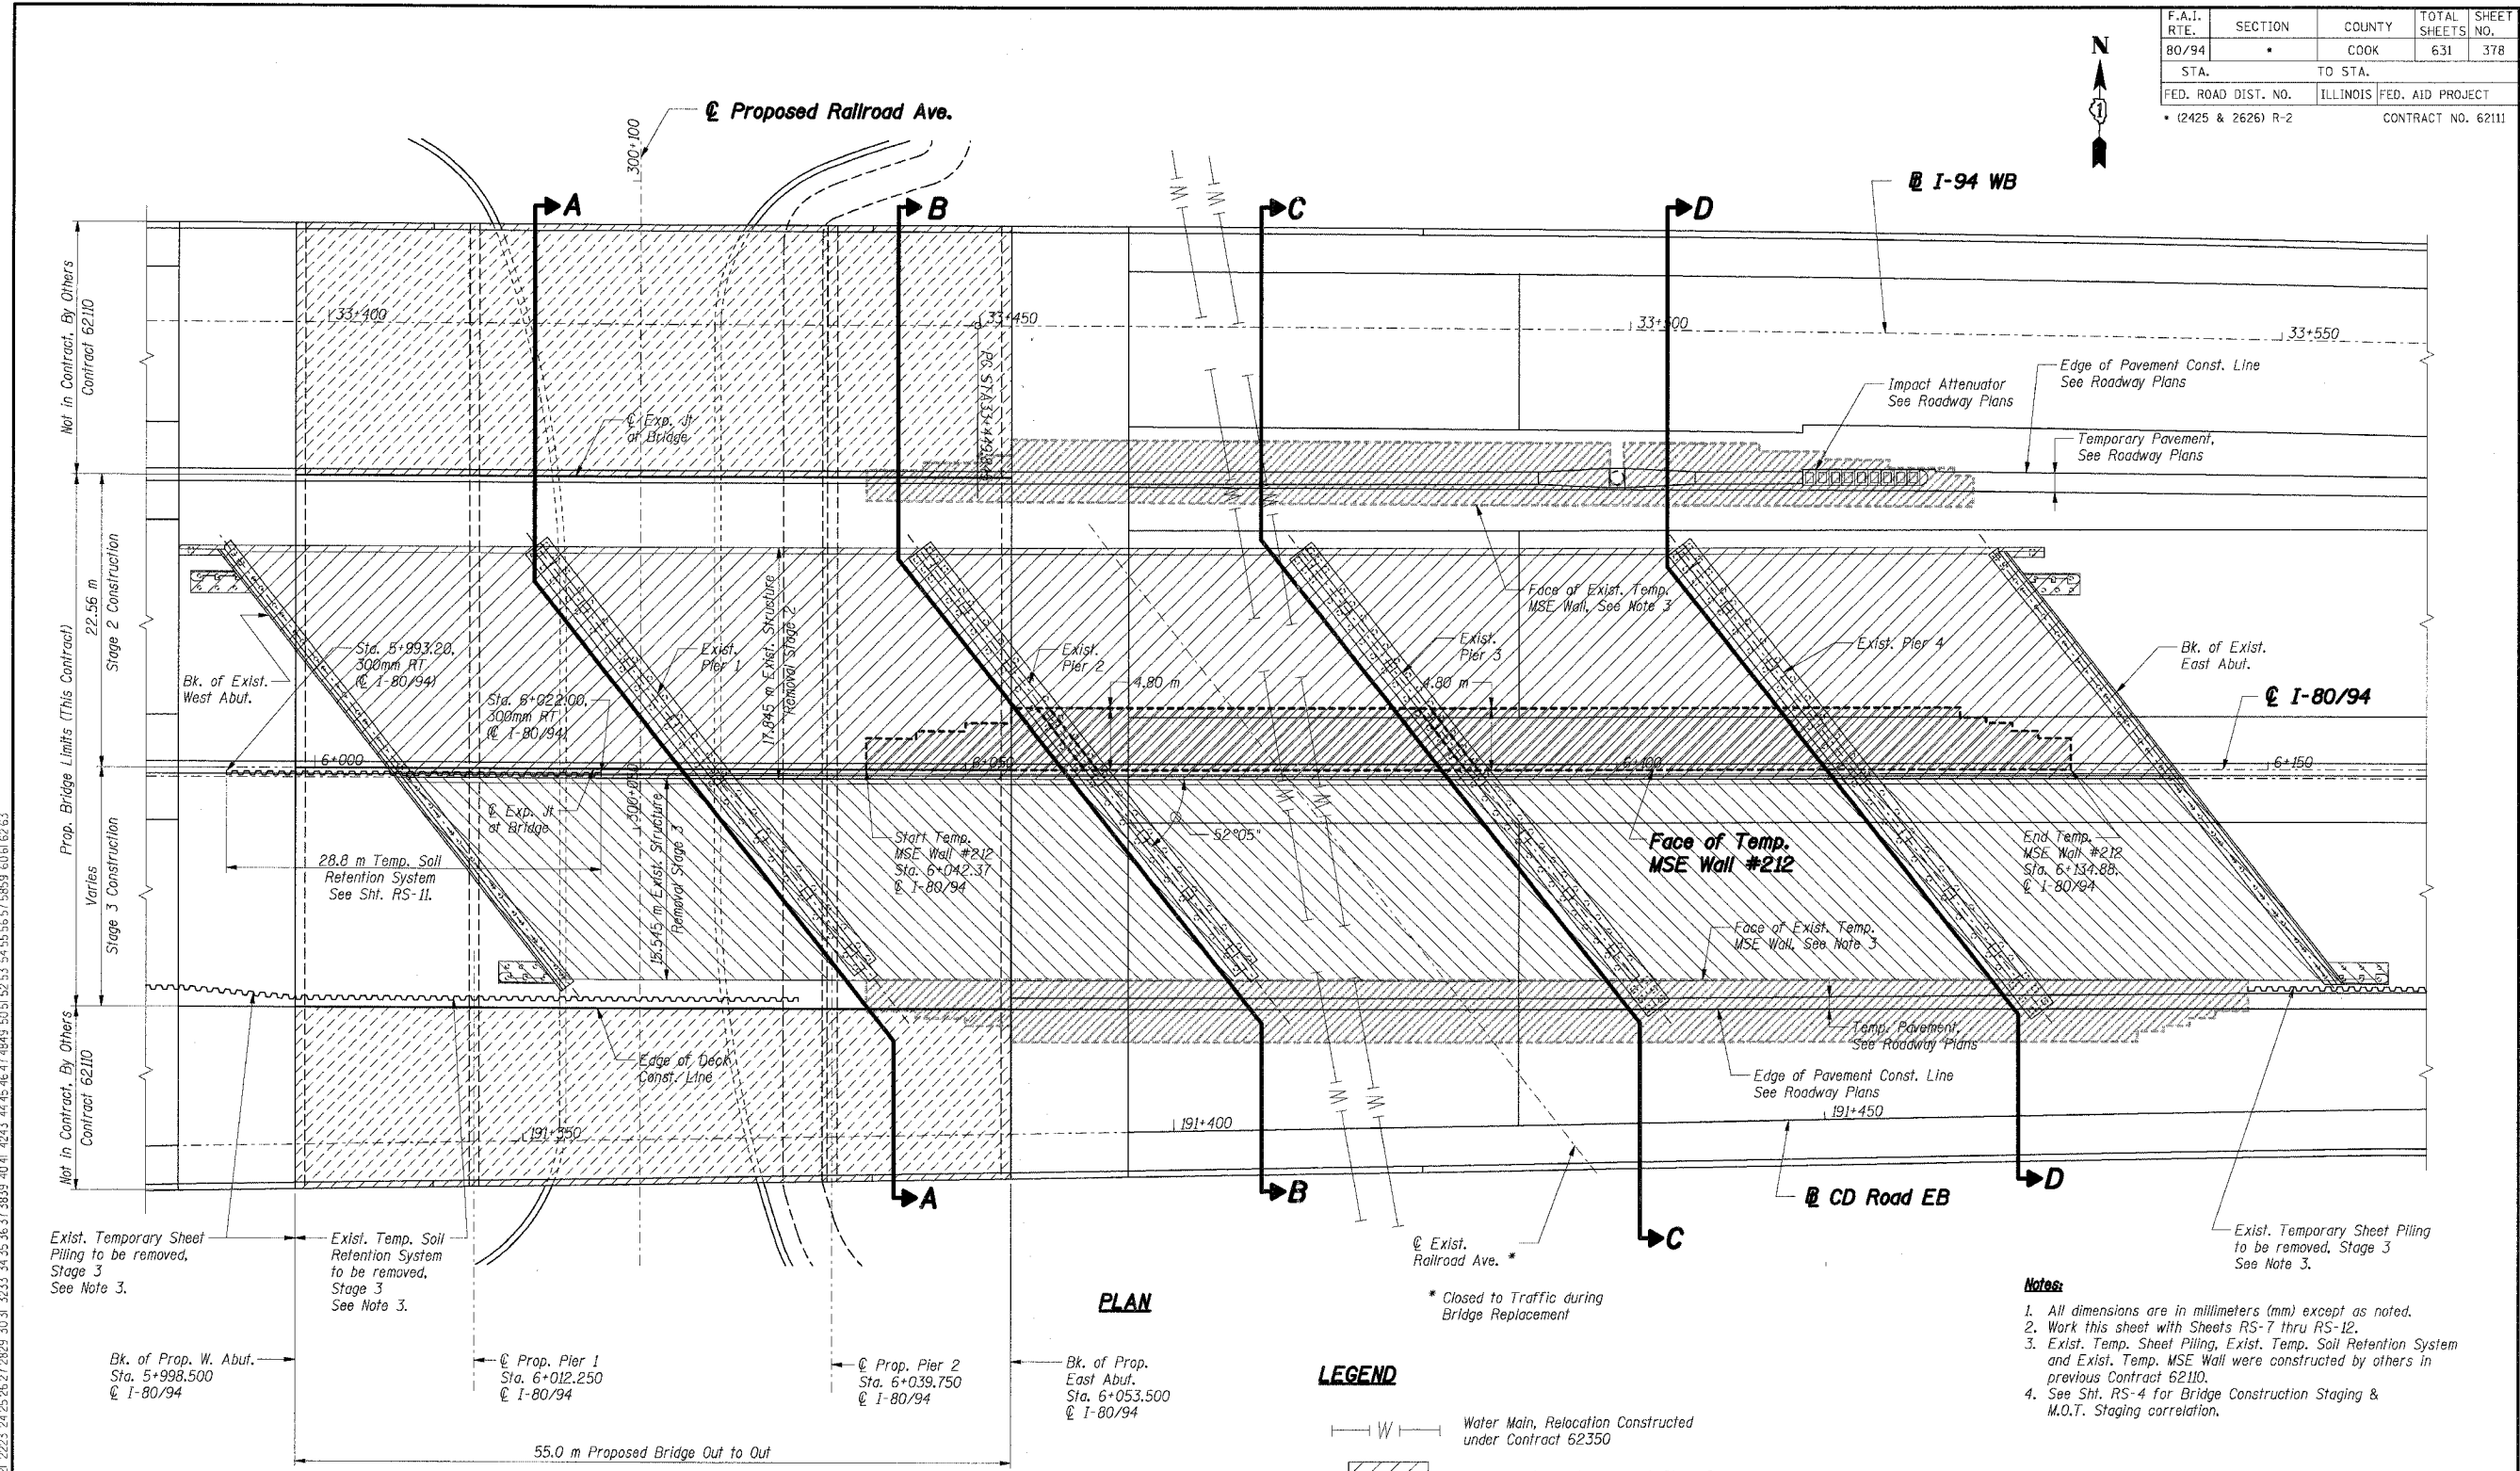 F.A.I. RTE. SECTION COUNTY TOTAL SHEETS SHEET NO.
80/94 * COOK 631 378
STA. TO STA.
FED. ROAD DIST. NO. ILLINOIS FED. AID PROJECT
* (2425 & 2626) R-2 CONTRACT NO. 62111
N
1
℄ Proposed Railroad Ave.
300+100
A
B
C
D
I-94 WB
Not in Contract, By Others
Contract 62110
33+400
33+450
33+500
33+550
W
W
Impact Attenuator
See Roadway Plans
Edge of Pavement Const. Line
See Roadway Plans
Temporary Pavement,
See Roadway Plans
℄ Exp. Jt
at Bridge
Prop. Bridge Limits (This Contract)
22.56 m
Stage 2 Construction
Varies
Stage 3 Construction
Face of Exist. Temp.
MSE Wall, See Note 3
Bk. of Exist.
West Abut.
Sta. 5+993.20,
300mm RT
(℄ I-80/94)
Sta. 6+022.00,
300mm RT
(℄ I-80/94)
Exist.
Pier 1
17.845 m Exist. Structure
Removal Stage 2
Exist.
Pier 2
4.80 m
Exist.
Pier 3
4.80 m
Exist. Pier 4
Bk. of Exist.
East Abut.
℄ I-80/94
6+000
6+050
6+100
6+150
℄ Exp. Jt
at Bridge
300+050
15.545 m Exist. Structure
Removal Stage 3
28.8 m Temp. Soil
Retention System
See Sht. RS-11.
Start Temp.
MSE Wall #212
Sta. 6+042.37
℄ I-80/94
52°05"
W
W
Face of Temp.
MSE Wall #212
End Temp.
MSE Wall #212
Sta. 6+134.88,
℄ I-80/94
Face of Exist. Temp.
MSE Wall, See Note 3
Temp. Pavement,
See Roadway Plans
Not in Contract, By Others
Contract 62110
Edge of Deck
Const. Line
Edge of Pavement Const. Line
See Roadway Plans
W
W
191+350
191+400
191+450
A
B
C
D
CD Road EB
Exist. Temporary Sheet
Piling to be removed,
Stage 3
See Note 3.
Exist. Temp. Soil
Retention System
to be removed,
Stage 3
See Note 3.
℄ Exist.
Railroad Ave. *
* Closed to Traffic during
Bridge Replacement
Exist. Temporary Sheet Piling
to be removed, Stage 3
See Note 3.
PLAN
Bk. of Prop. W. Abut.
Sta. 5+998.500
℄ I-80/94
℄ Prop. Pier 1
Sta. 6+012.250
℄ I-80/94
℄ Prop. Pier 2
Sta. 6+039.750
℄ I-80/94
Bk. of Prop.
East Abut.
Sta. 6+053.500
℄ I-80/94
55.0 m Proposed Bridge Out to Out
LEGEND
W Water Main, Relocation Constructed
under Contract 62350
Notes:
1. All dimensions are in millimeters (mm) except as noted.
2. Work this sheet with Sheets RS-7 thru RS-12.
3. Exist. Temp. Sheet Piling, Exist. Temp. Soil Retention System
and Exist. Temp. MSE Wall were constructed by others in
previous Contract 62110.
4. See Sht. RS-4 for Bridge Construction Staging &
M.O.T. Staging correlation.